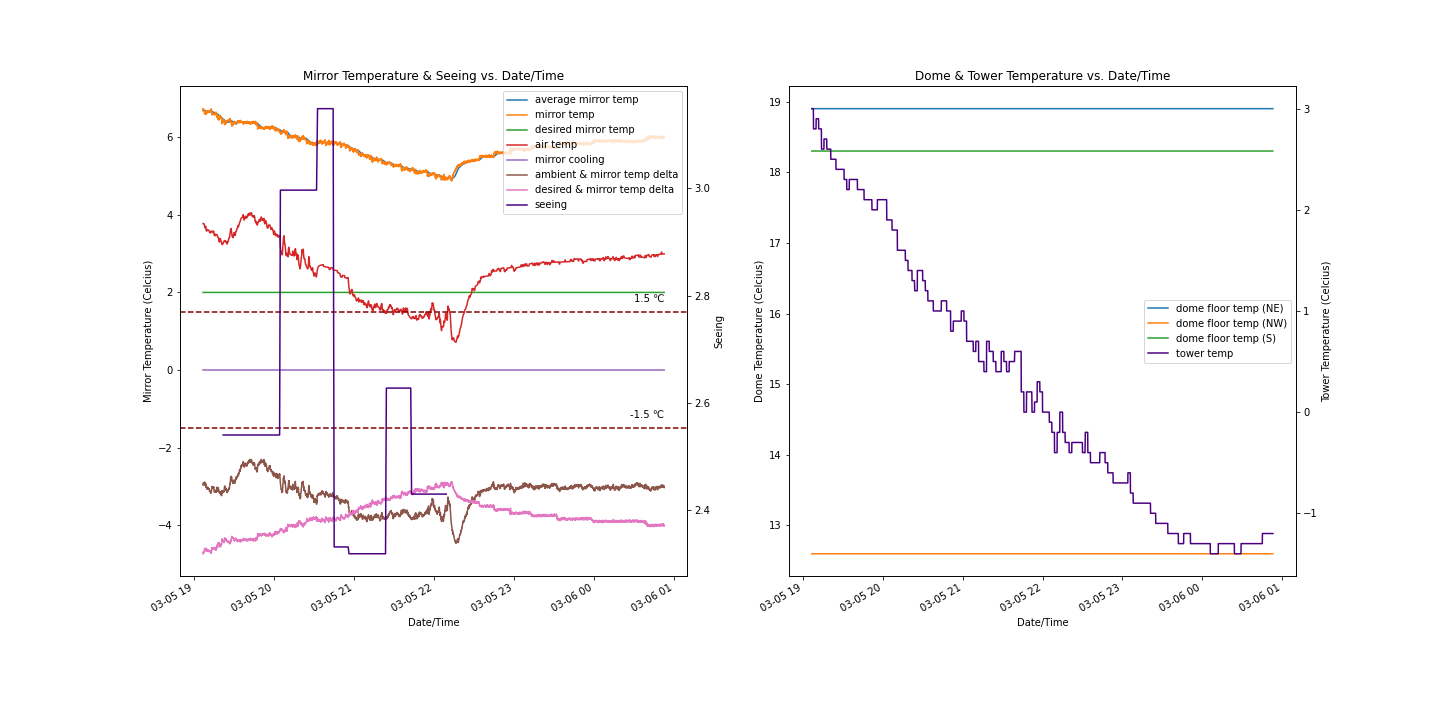 Mirror Temperature & Seeing vs. Date/Time
average mirror temp
mirror temp
desired mirror temp
air temp
mirror cooling
ambient & mirror temp delta
desired & mirror temp delta
seeing
6
4
2
0
−2
−4
Mirror Temperature (Celcius)
1.5 °C
-1.5 °C
3.0
2.8
2.6
2.4
Seeing
03-05 19
03-05 20
03-05 21
03-05 22
03-05 23
03-06 00
03-06 01
Date/Time
Dome & Tower Temperature vs. Date/Time
19
18
17
16
15
14
13
Dome Temperature (Celcius)
dome floor temp (NE)
dome floor temp (NW)
dome floor temp (S)
tower temp
3
2
1
0
−1
Tower Temperature (Celcius)
03-05 19
03-05 20
03-05 21
03-05 22
03-05 23
03-06 00
03-06 01
Date/Time